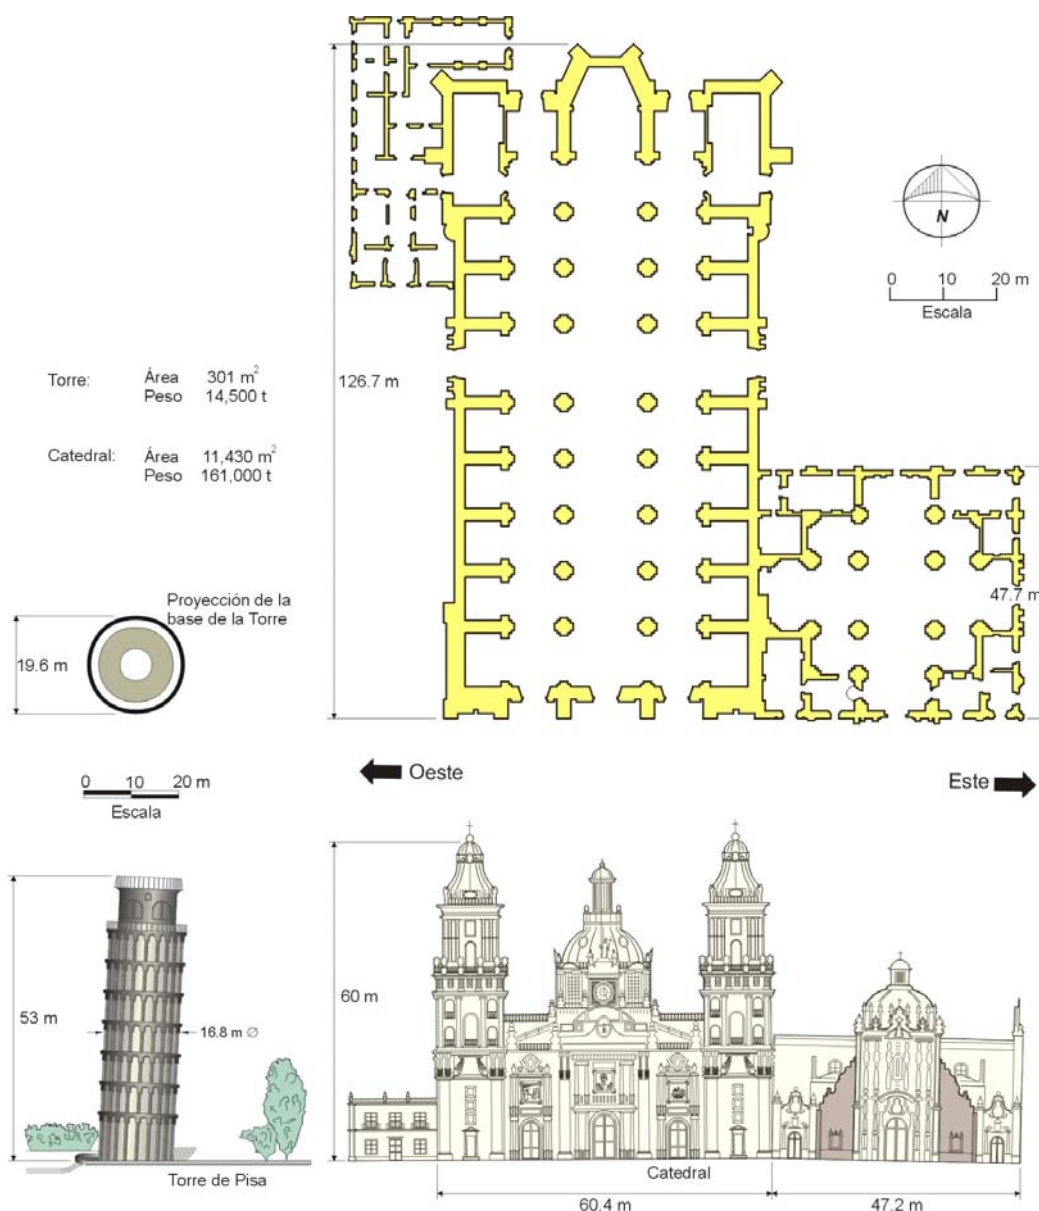 N
0 10 20 m
Escala
126.7 m
Torre: Área 301 m²
Peso 14,500 t
Catedral: Área 11,430 m²
Peso 161,000 t
47.7 m
Proyección de la
base de la Torre
19.6 m
Oeste
Este
0 10 20 m
Escala
60 m
53 m
16.8 m ∅
Torre de Pisa
Catedral
60.4 m
47.2 m